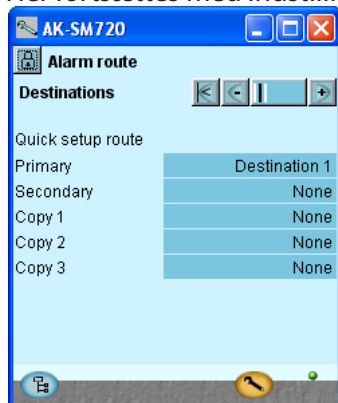 AK-SM720
Alarm route
Destinations
Quick setup route
Primary Destination 1
Secondary None
Copy 1 None
Copy 2 None
Copy 3 None